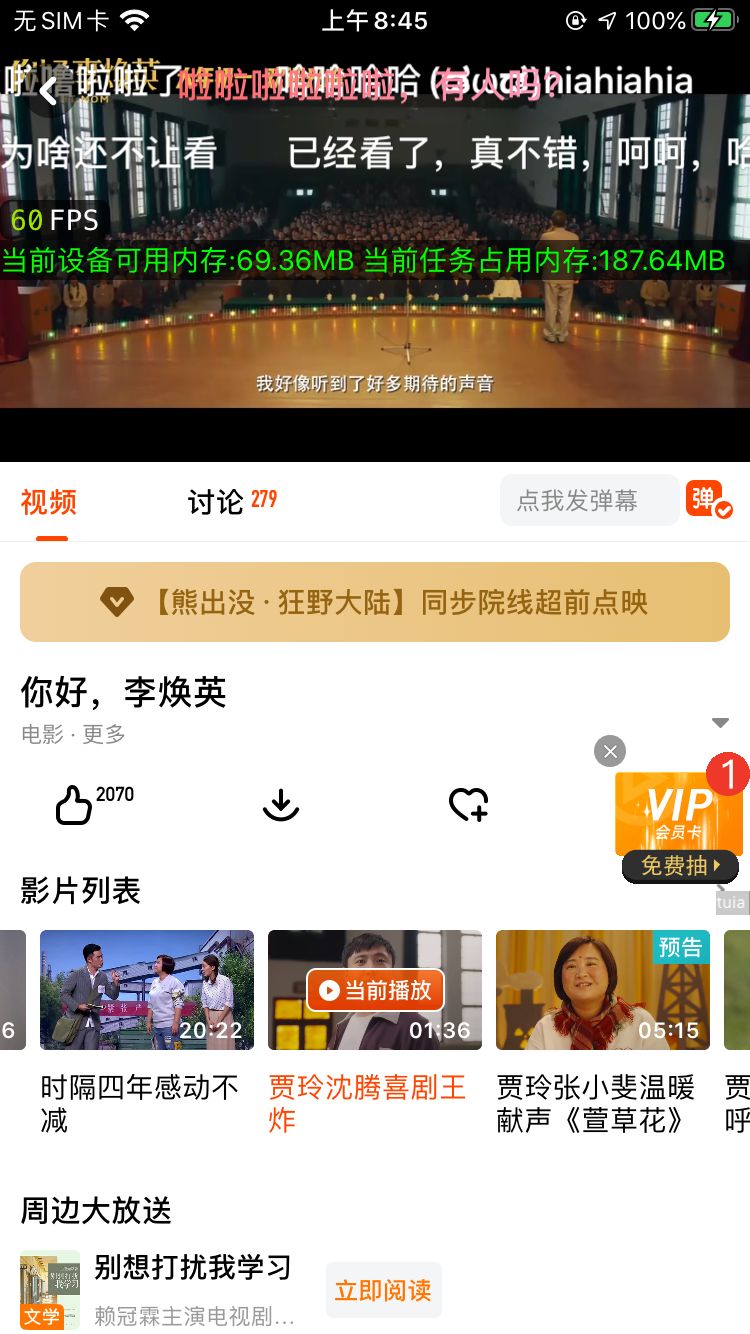 无SIM卡
上午8:45
100%
啦噜啦啦了
啦啦啦啦啦啦，有人吗？
hiahiahia
为啥还不让看
已经看了，真不错，呵呵，哈
60 FPS
当前设备可用内存:69.36MB 当前任务占用内存:187.64MB
我好像听到了好多期待的声音
视频
讨论 279
点我发弹幕
弹
【熊出没·狂野大陆】同步院线超前点映
你好，李焕英
电影·更多
2070
1
VIP
会员卡
免费抽
tuia
影片列表
6
20:22
当前播放
01:36
预告
05:15
时隔四年感动不
减
贾玲沈腾喜剧王
炸
贾玲张小斐温暖
献声《萱草花》
贾
呼
周边大放送
别想打扰我学习
赖冠霖主演电视剧...
文学
立即阅读